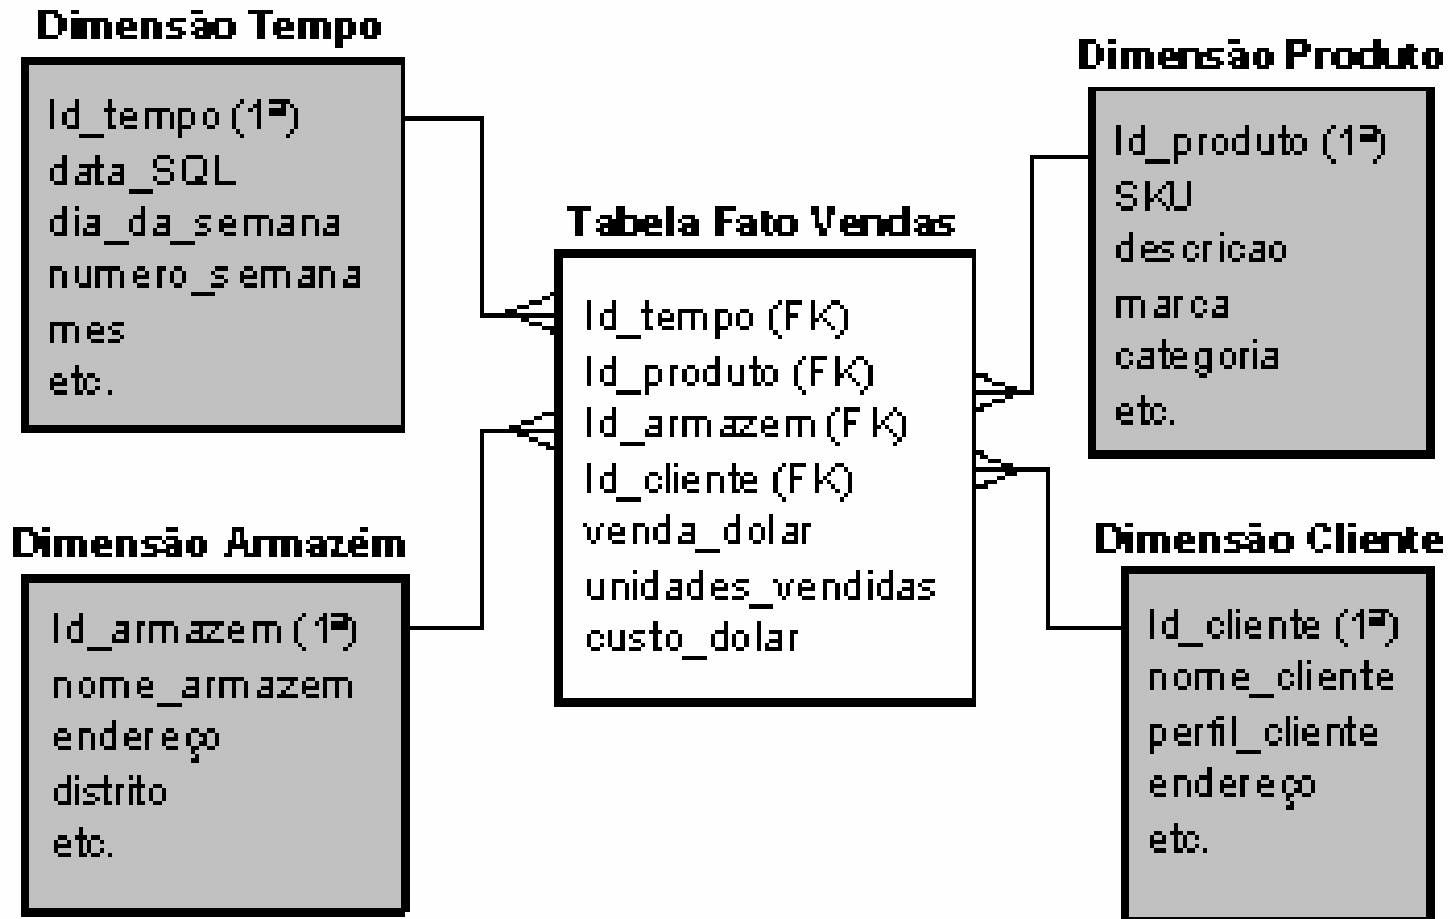 Dimensão Tempo
Id_tempo (1ª)
data_SQL
dia_da_semana
numero_semana
mes
etc.
Dimensão Produto
Id_produto (1ª)
SKU
descricao
marca
categoria
etc.
Tabela Fato Vendas
Id_tempo (FK)
Id_produto (FK)
Id_armazem (FK)
Id_cliente (FK)
venda_dolar
unidades_vendidas
custo_dolar
Dimensão Armazém
Id_armazem (1ª)
nome_armazem
endereço
distrito
etc.
Dimensão Cliente
Id_cliente (1ª)
nome_cliente
perfil_cliente
endereço
etc.